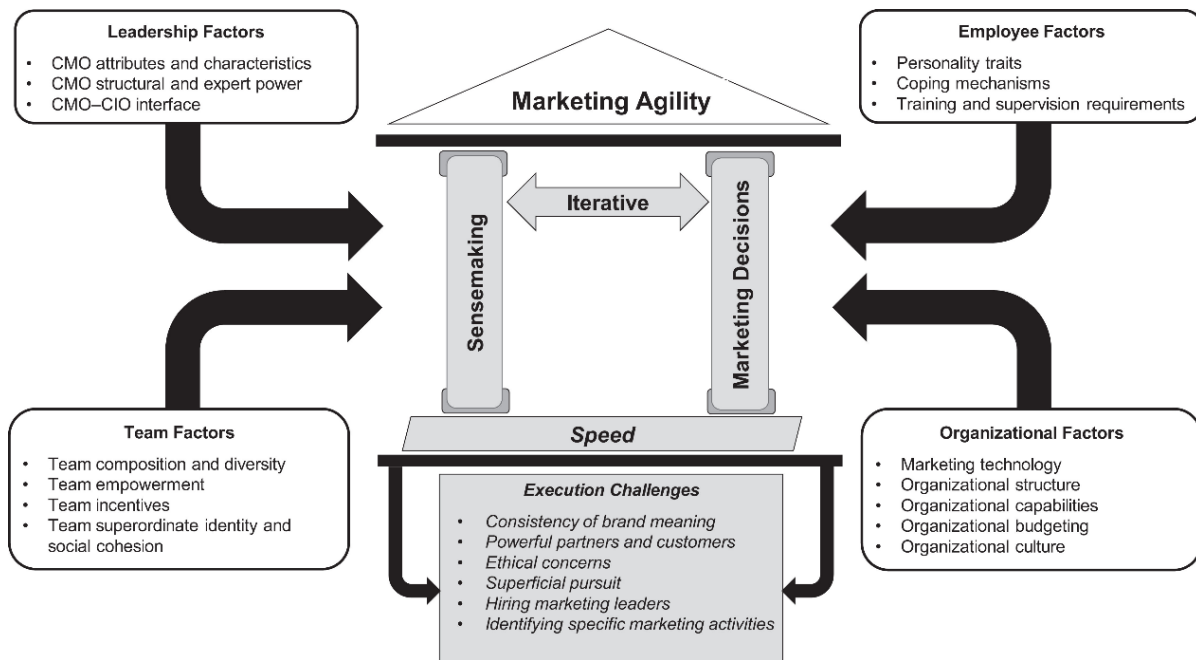 Leadership Factors
• CMO attributes and characteristics
• CMO structural and expert power
• CMO–CIO interface
Employee Factors
• Personality traits
• Coping mechanisms
• Training and supervision requirements
Marketing Agility
Iterative
Sensemaking
Marketing Decisions
Speed
Team Factors
• Team composition and diversity
• Team empowerment
• Team incentives
• Team superordinate identity and
social cohesion
Organizational Factors
• Marketing technology
• Organizational structure
• Organizational capabilities
• Organizational budgeting
• Organizational culture
Execution Challenges
• Consistency of brand meaning
• Powerful partners and customers
• Ethical concerns
• Superficial pursuit
• Hiring marketing leaders
• Identifying specific marketing activities